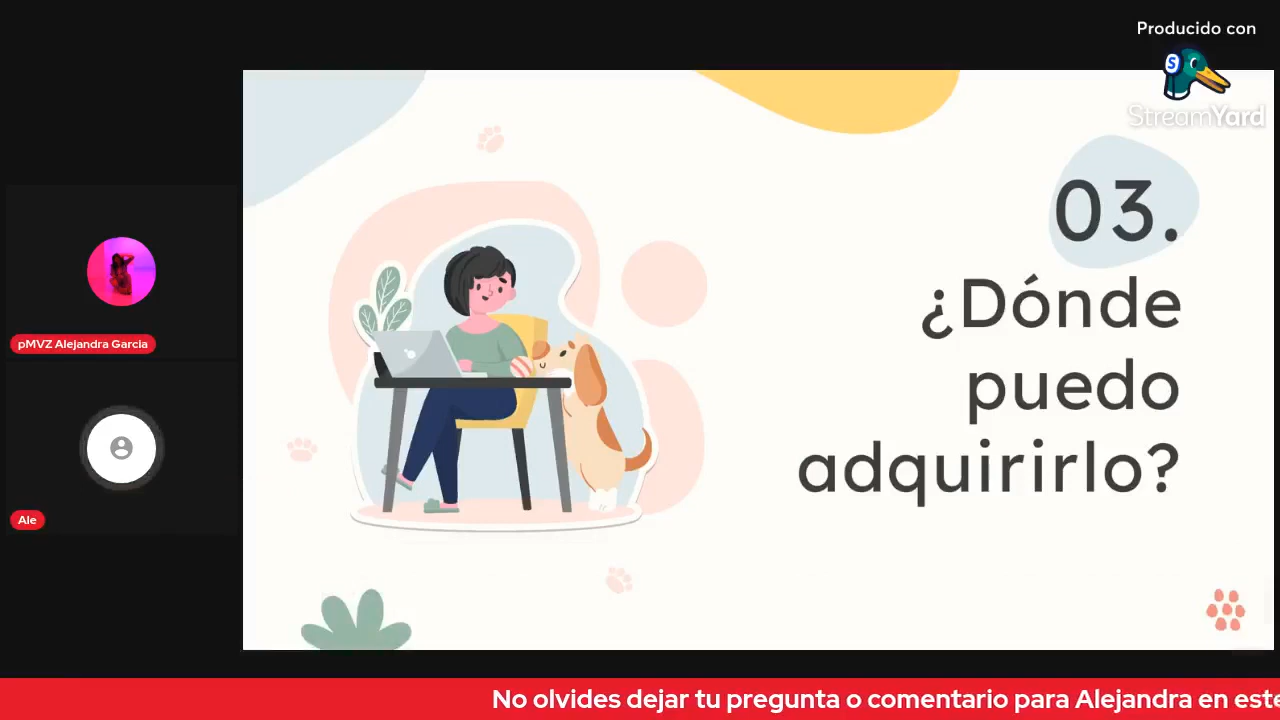 Producido con
StreamYard
03.
¿Dónde
puedo
adquirirlo?
pMVZ Alejandra Garcia
Ale
No olvides dejar tu pregunta o comentario para Alejandra en este